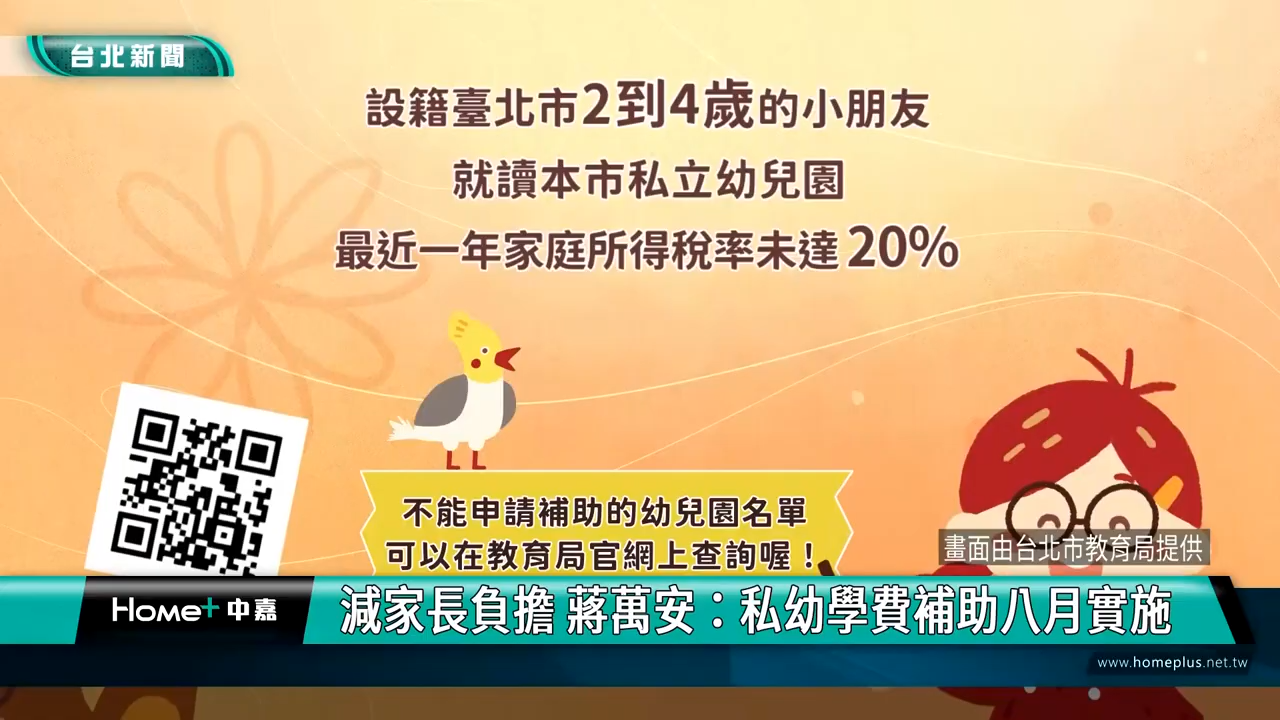 台北新聞
設籍臺北市2到4歲的小朋友
就讀本市私立幼兒園
最近一年家庭所得稅率未達20%
不能申請補助的幼兒園名單
可以在教育局官網上查詢喔！
畫面由台北市教育局提供
Home+中嘉
減家長負擔 蔣萬安：私幼學費補助八月實施
www.homeplus.net.tw